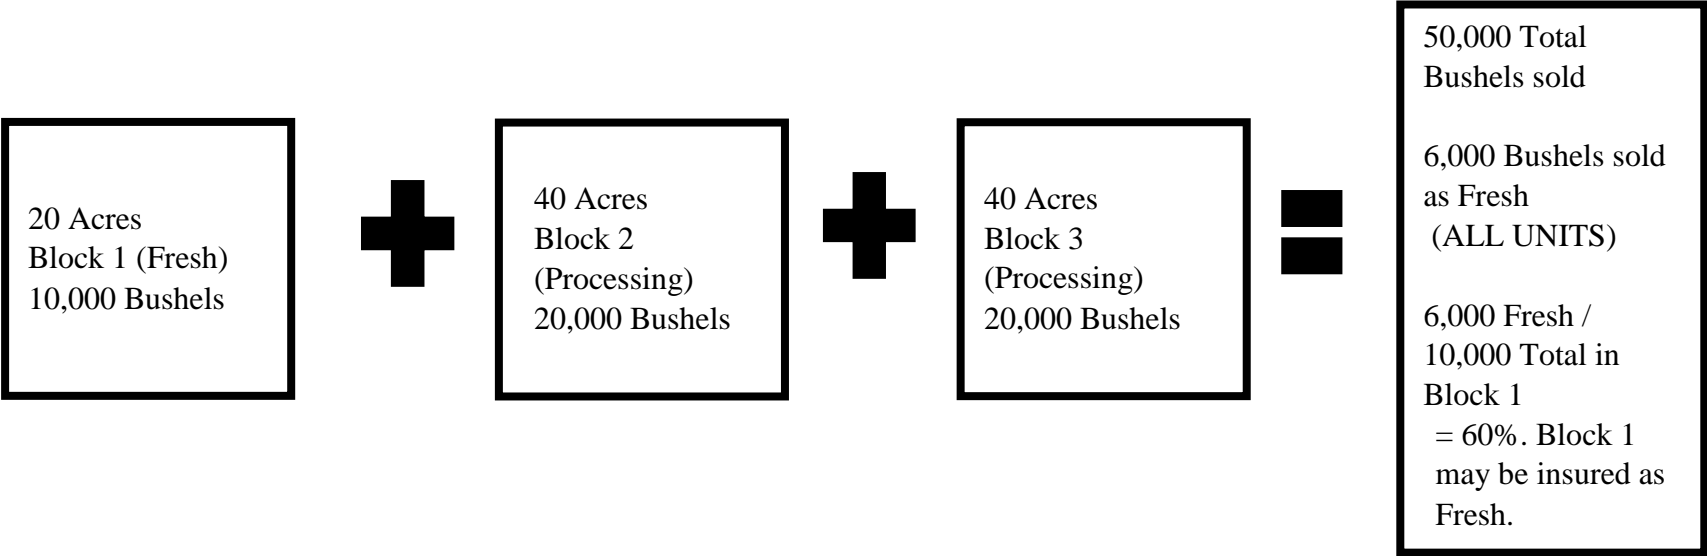 20 Acres
Block 1 (Fresh)
10,000 Bushels
40 Acres
Block 2
(Processing)
20,000 Bushels
40 Acres
Block 3
(Processing)
20,000 Bushels
50,000 Total
Bushels sold
6,000 Bushels sold
as Fresh
(ALL UNITS)
6,000 Fresh /
10,000 Total in
Block 1
= 60%. Block 1
may be insured as
Fresh.